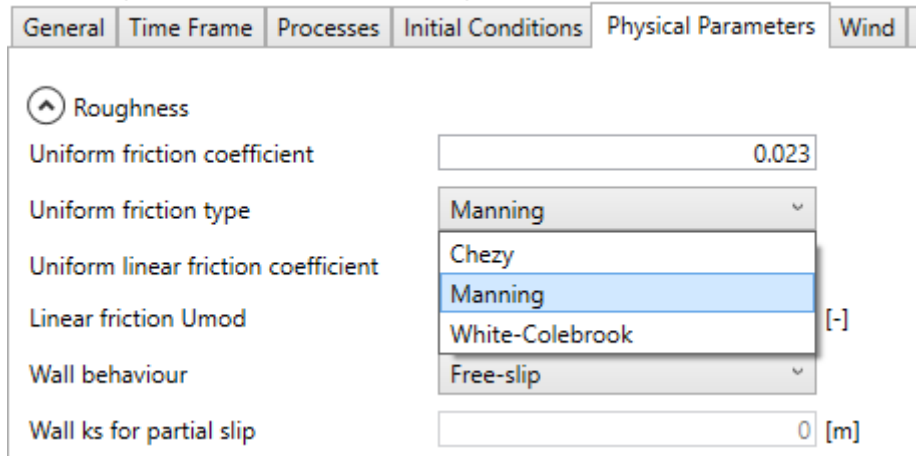 General Time Frame Processes Initial Conditions Physical Parameters Wind
Roughness
Uniform friction coefficient 0.023
Uniform friction type Manning
Chezy
Uniform linear friction coefficient
Manning
Linear friction Umod [-]
White-Colebrook
Wall behaviour Free-slip
Wall ks for partial slip 0 [m]